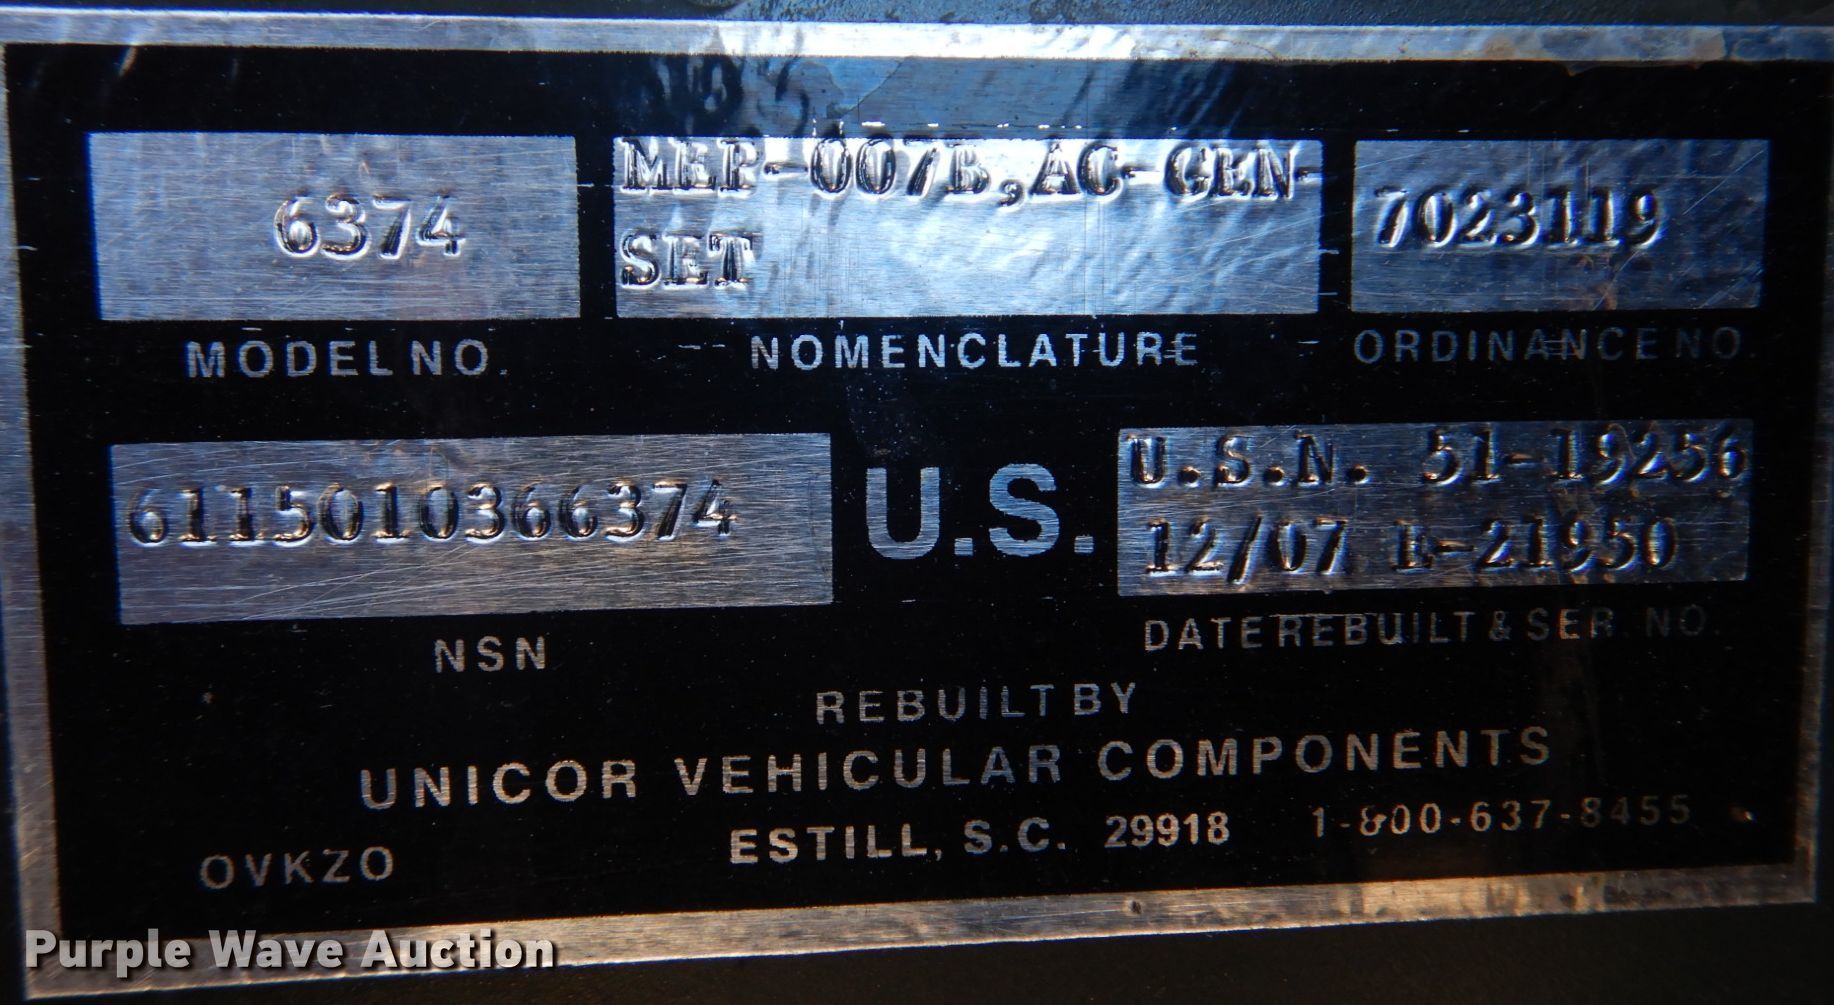 6374
MEP-007B,AC-GEN-
SET
7023119
MODEL NO.
NOMENCLATURE
ORDINANCE NO.
6115010366374
U.S.
U.S.N. 51-19256
12/07 E-21950
NSN
DATE REBUILT & SER. NO.
REBUILT BY
UNICOR VEHICULAR COMPONENTS
ESTILL, S.C. 29918 1-800-637-8455
OVKZO
Purple Wave Auction